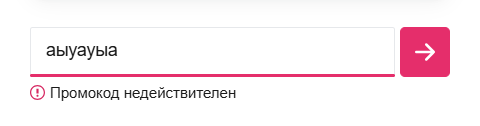 аыуауыа
Промокод недействителен